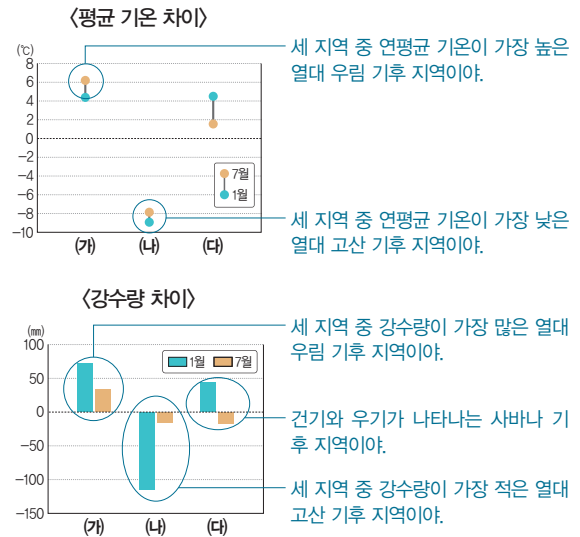 〈평균 기온 차이〉
(℃)
8
6
4
2
0
−2
−4
−6
−8
−10
7월
1월
(가) (나) (다)
세 지역 중 연평균 기온이 가장 높은
열대 우림 기후 지역이야.
세 지역 중 연평균 기온이 가장 낮은
열대 고산 기후 지역이야.
〈강수량 차이〉
(㎜)
100
50
0
−50
−100
−150
1월 7월
(가) (나) (다)
세 지역 중 강수량이 가장 많은 열대
우림 기후 지역이야.
건기와 우기가 나타나는 사바나 기
후 지역이야.
세 지역 중 강수량이 가장 적은 열대
고산 기후 지역이야.